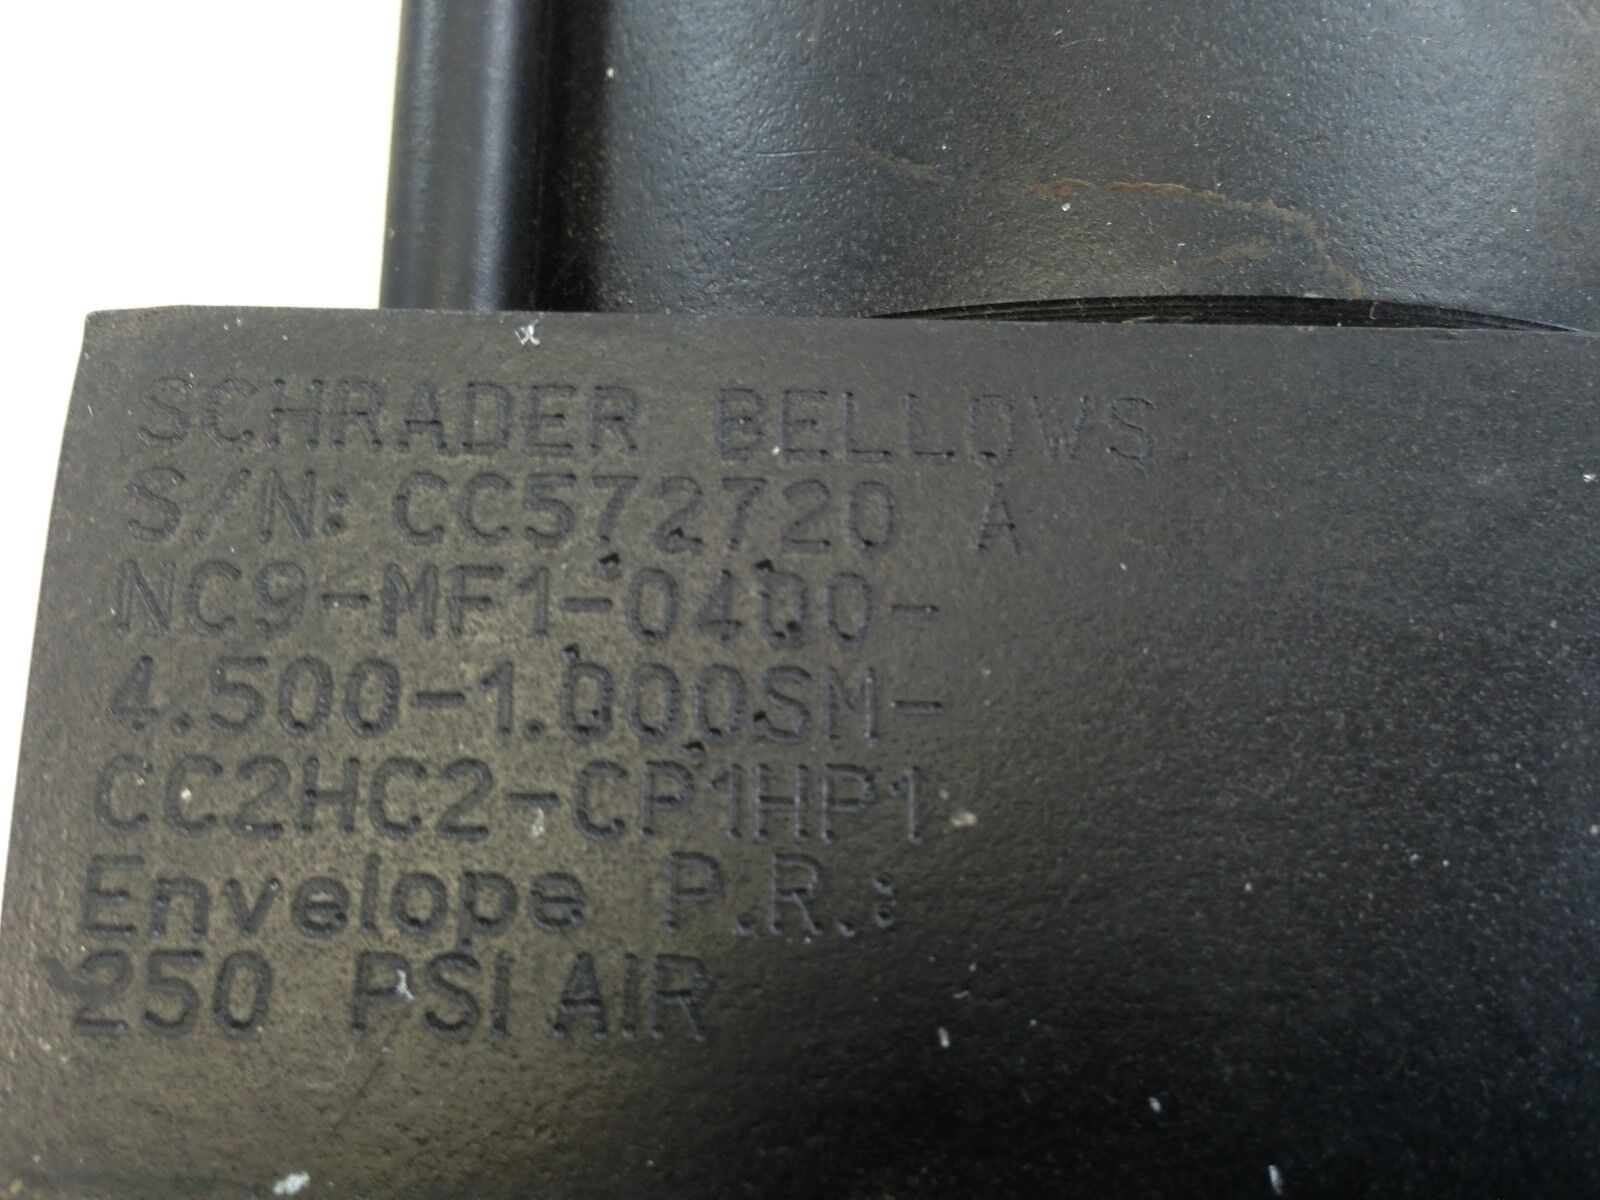 SCHRADER BELLOWS
S/N: CC572720 A
NC9-MF1-0400-
4.500-1.000SM-
CC2HC2-CP1HP1
Envelope P.R.:
250 PSI AIR